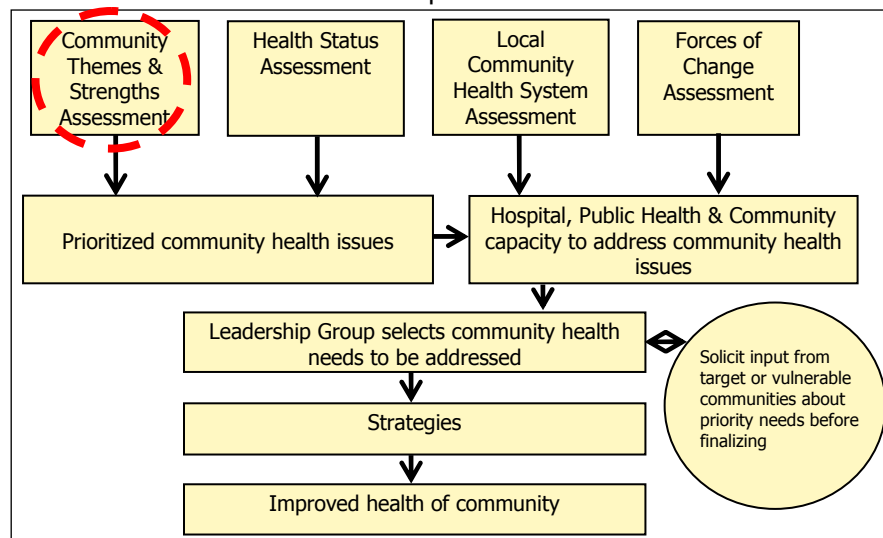 Community
Themes &
Strengths
Assessment
Health Status
Assessment
Local
Community
Health System
Assessment
Forces of
Change
Assessment
Prioritized community health issues
Hospital, Public Health & Community
capacity to address community health
issues
Leadership Group selects community health
needs to be addressed
Solicit input from
target or vulnerable
communities about
priority needs before
finalizing
Strategies
Improved health of community